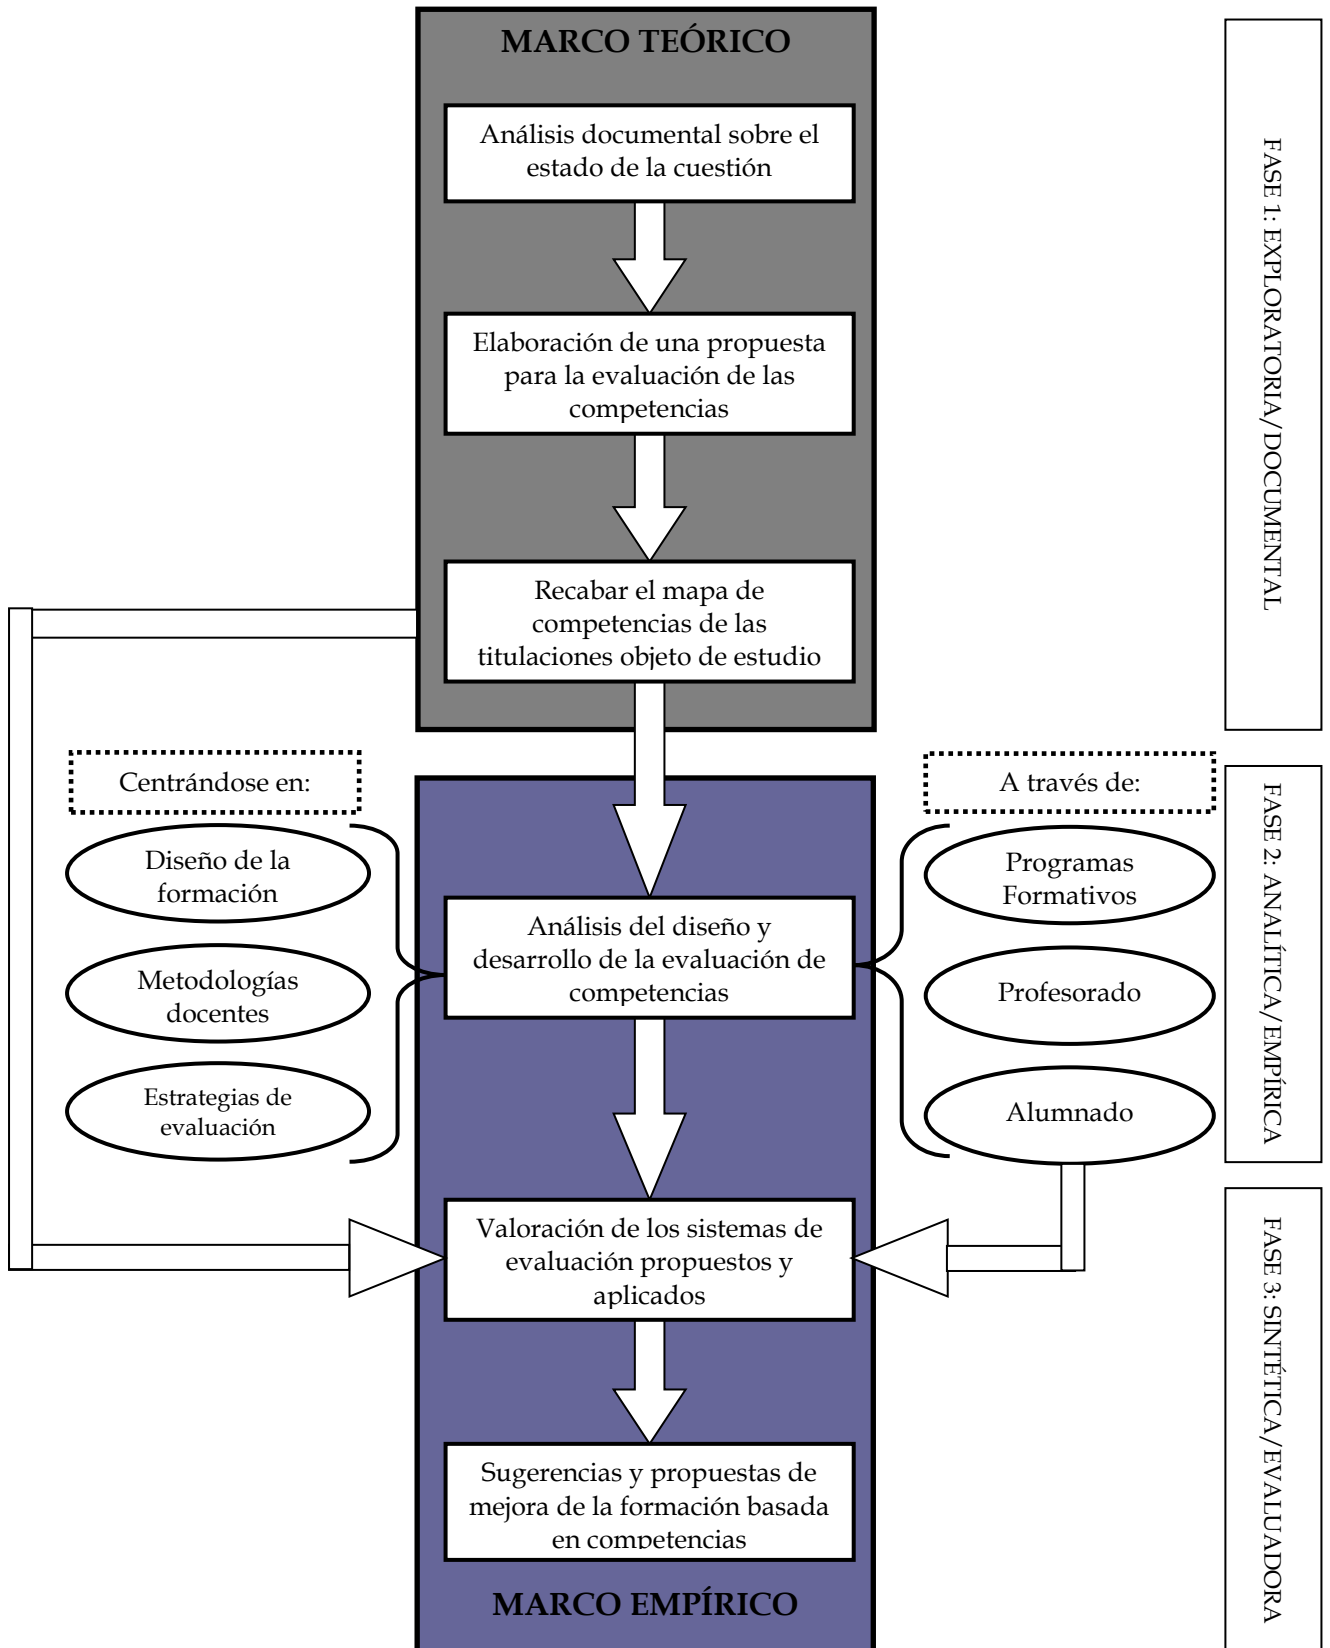 MARCO TEÓRICO
Análisis documental sobre el
estado de la cuestión
Elaboración de una propuesta
para la evaluación de las
competencias
Recabar el mapa de
competencias de las
titulaciones objeto de estudio
FASE 1: EXPLORATORIA/DOCUMENTAL
Centrándose en:
Diseño de la
formación
Metodologías
docentes
Estrategias de
evaluación
Análisis del diseño y
desarrollo de la evaluación de
competencias
A través de:
Programas
Formativos
Profesorado
Alumnado
FASE 2: ANALÍTICA/EMPÍRICA
Valoración de los sistemas de
evaluación propuestos y
aplicados
Sugerencias y propuestas de
mejora de la formación basada
en competencias
MARCO EMPÍRICO
FASE 3: SINTÉTICA/EVALUADORA